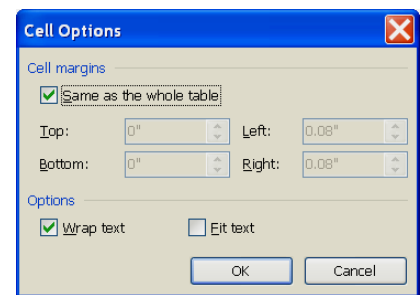 Cell Options
Cell margins
Same as the whole table
Top: 0" Left: 0.08"
Bottom: 0" Right: 0.08"
Options
Wrap text Fit text
OK Cancel